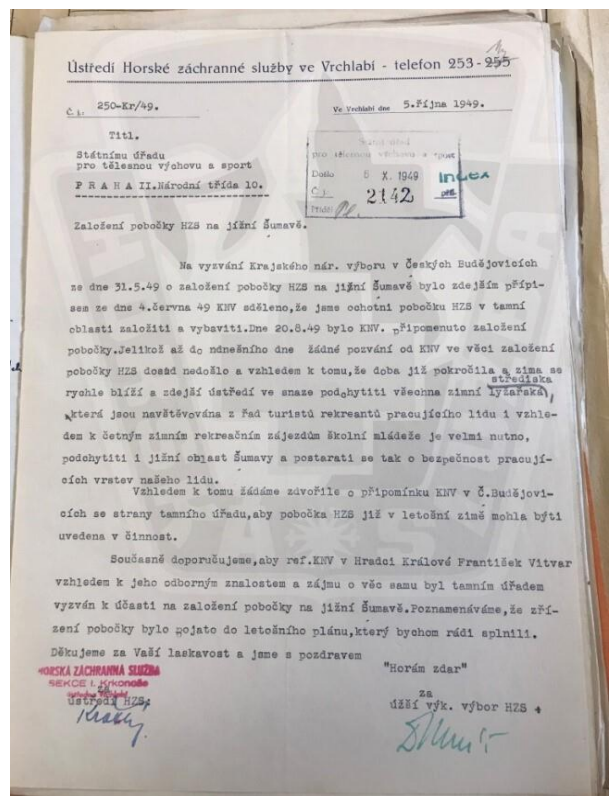 Ústředí Horské záchranné služby ve Vrchlabí - telefon 253-255
Č.j. 250-Kr/49.
Ve Vrchlabí dne 5.října 1949.
Titl.
Státnímu úřadu
pro tělesnou výchovu a sport
P R A H A II.Národní třída 10.
Státní úřad
pro tělesnou výchovu a sport
Došlo 6 X. 1949
Č.j. 2142
INDEX
Založení pobočky HZS na jižní Šumavě.
Na vyzvání Krajského nár. výboru v Českých Budějovicích
ze dne 31.5.49 o založení pobočky HZS na jižní Šumavě bylo zdejším přípi-
sem ze dne 4.června 49 KNV sděleno,že jsme ochotni pobočku HZS v tamní
oblasti založiti a vybaviti.Dne 20.8.49 bylo KNV. připomenuto založení
pobočky.Jelikož až do ndnešního dne žádné pozvání od KNV ve věci založení
pobočky HZS dosud nedošlo a vzhledem k tomu,že doba již pokročila a zima se
rychle blíží a zdejší ústředí ve snaze podchytiti všechna zimní lyžařská střediska,
která jsou navštěvována z řad turistů rekreantů pracujícího lidu i vzhle-
dem k četným zimním rekreačním zájezdům školní mládeže je velmi nutno,
podchytiti i jižní oblast Šumavy a postarati se tak o bezpečnost pracují-
cích vrstev našeho lidu.
Vzhledem k tomu žádáme zdvořile o připomínku KNV v Č.Budějovi-
cích se strany tamního úřadu,aby pobočka HZS již v letošní zimě mohla býti
uvedena v činnost.
Současně doporučujeme,aby ref.KNV v Hradci Králové František Vitvar
vzhledem k jeho odborným znalostem a zájmu o věc samu byl tamním úřadem
vyzván k účasti na založení pobočky na jižní Šumavě.Poznamenáváme,že zří-
zení pobočky bylo pojato do letošního plánu,který bychom rádi splnili.
Děkujeme za Vaší laskavost a jsme s pozdravem
"Horám zdar"
HORSKÁ ZÁCHRANNÁ SLUŽBA
SEKCE I. Krkonoše
za
ústředí HZS:
za
úžší výk. výbor HZS